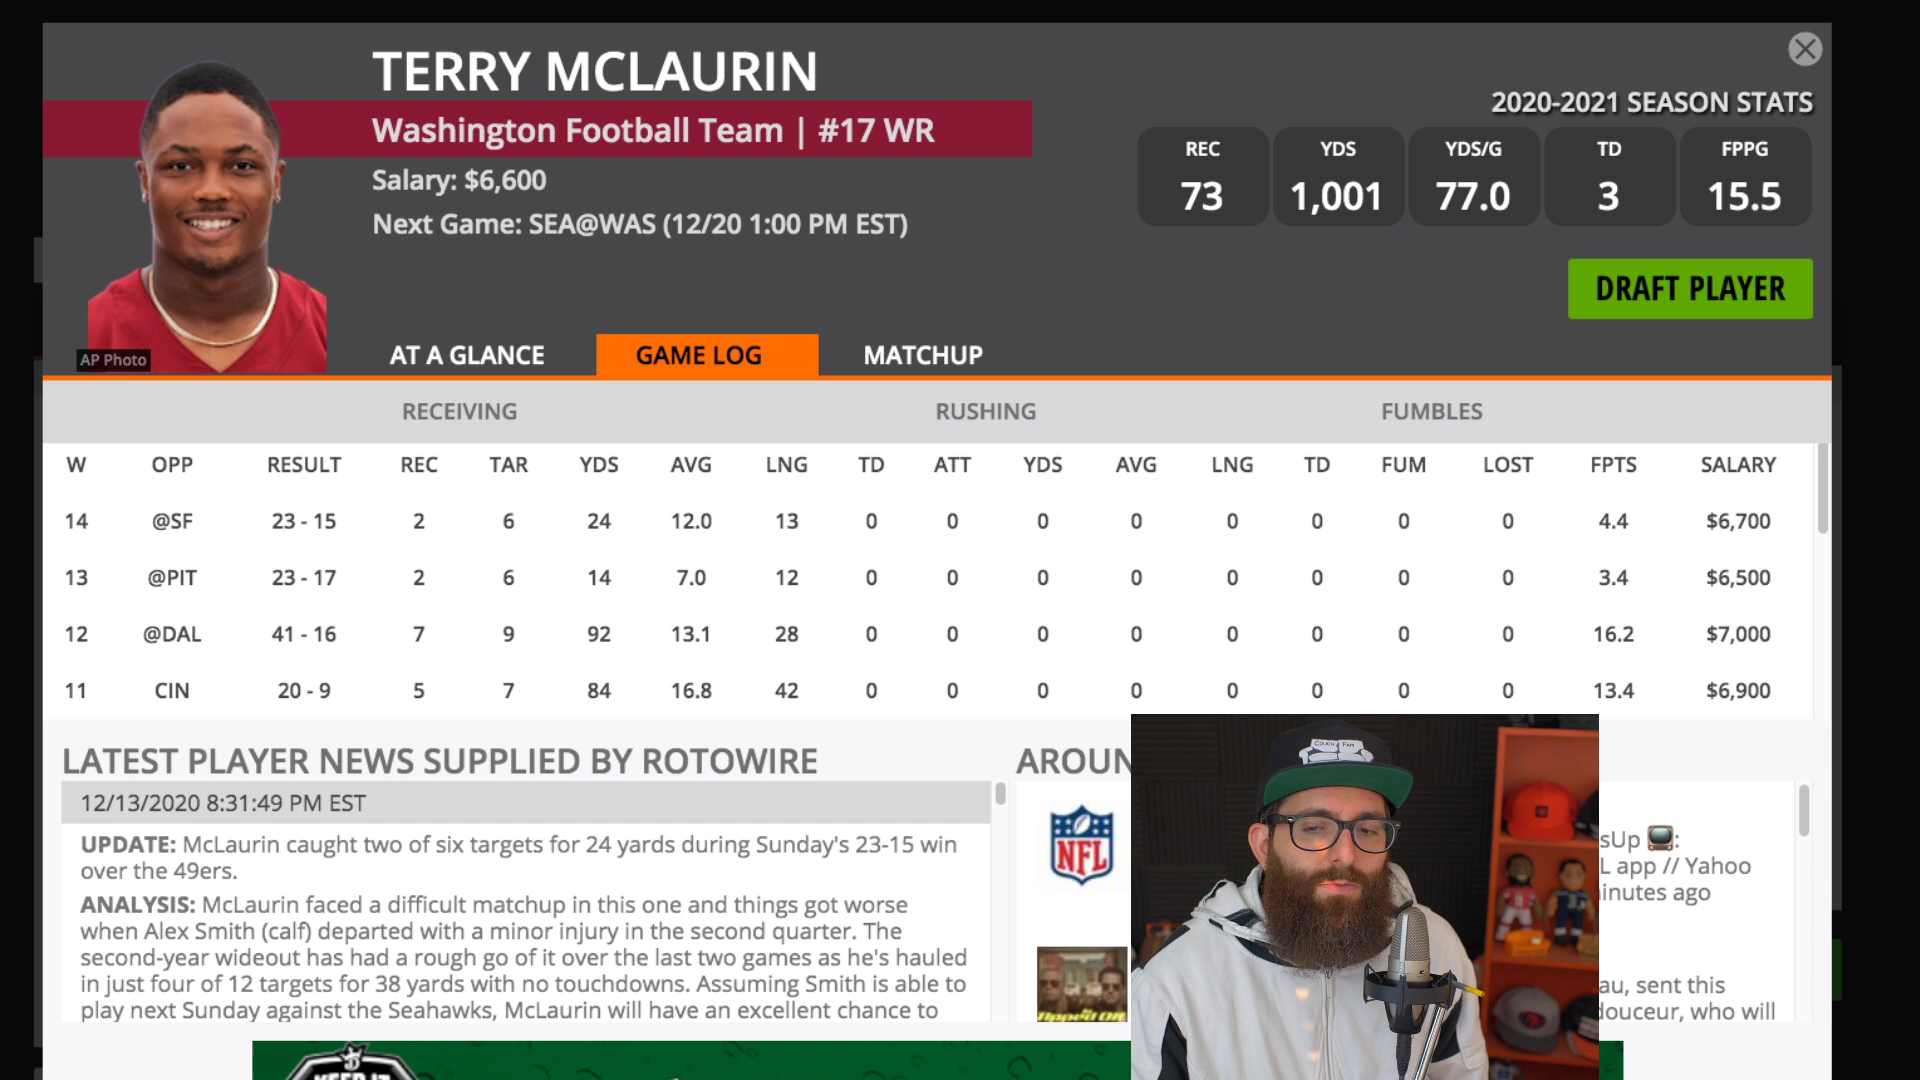 TERRY MCLAURIN
Washington Football Team | #17 WR
Salary: $6,600
Next Game: SEA@WAS (12/20 1:00 PM EST)
AP Photo
2020-2021 SEASON STATS
REC YDS YDS/G TD FPPG
73 1,001 77.0 3 15.5
DRAFT PLAYER
AT A GLANCE GAME LOG MATCHUP
RECEIVING RUSHING FUMBLES
W OPP RESULT REC TAR YDS AVG LNG TD ATT YDS AVG LNG TD FUM LOST FPTS SALARY
14 @SF 23 - 15 2 6 24 12.0 13 0 0 0 0 0 0 0 0 4.4 $6,700
13 @PIT 23 - 17 2 6 14 7.0 12 0 0 0 0 0 0 0 0 3.4 $6,500
12 @DAL 41 - 16 7 9 92 13.1 28 0 0 0 0 0 0 0 0 16.2 $7,000
11 CIN 20 - 9 5 7 84 16.8 42 0 0 0 0 0 0 0 0 13.4 $6,900
LATEST PLAYER NEWS SUPPLIED BY ROTOWIRE
12/13/2020 8:31:49 PM EST
UPDATE: McLaurin caught two of six targets for 24 yards during Sunday's 23-15 win
over the 49ers.
ANALYSIS: McLaurin faced a difficult matchup in this one and things got worse
when Alex Smith (calf) departed with a minor injury in the second quarter. The
second-year wideout has had a rough go of it over the last two games as he's hauled
in just four of 12 targets for 38 yards with no touchdowns. Assuming Smith is able to
play next Sunday against the Seahawks, McLaurin will have an excellent chance to
AROUN
NFL
sUp :
L app // Yahoo
inutes ago
au, sent this
douceur, who will
COUCH FAM
KEEP IT